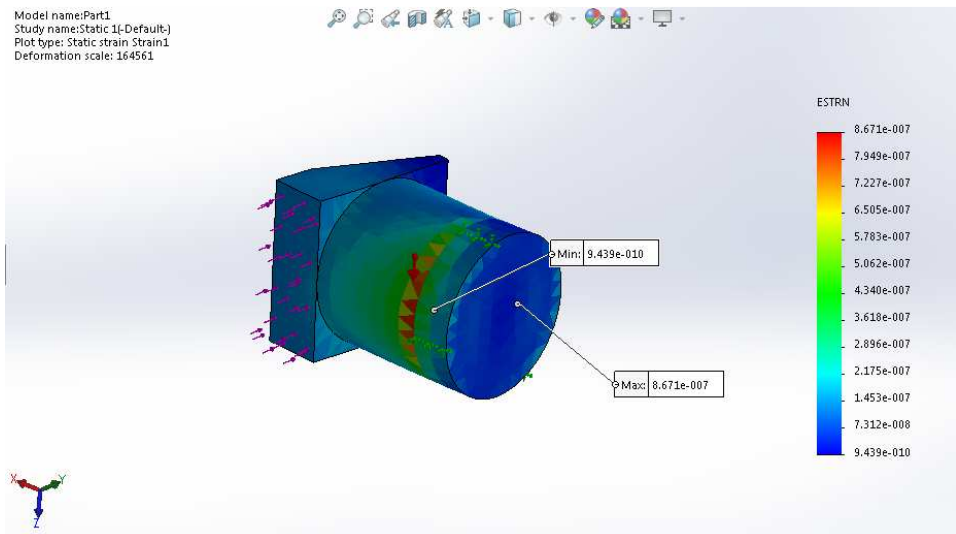 Model name:Part1
Study name:Static 1(-Default-)
Plot type: Static strain Strain1
Deformation scale: 164561
ESTRN
8.671e-007
7.949e-007
7.227e-007
6.505e-007
5.783e-007
5.062e-007
4.340e-007
3.618e-007
2.896e-007
2.175e-007
1.453e-007
7.312e-008
9.439e-010
Min: 9.439e-010
Max: 8.671e-007
X
Y
Z